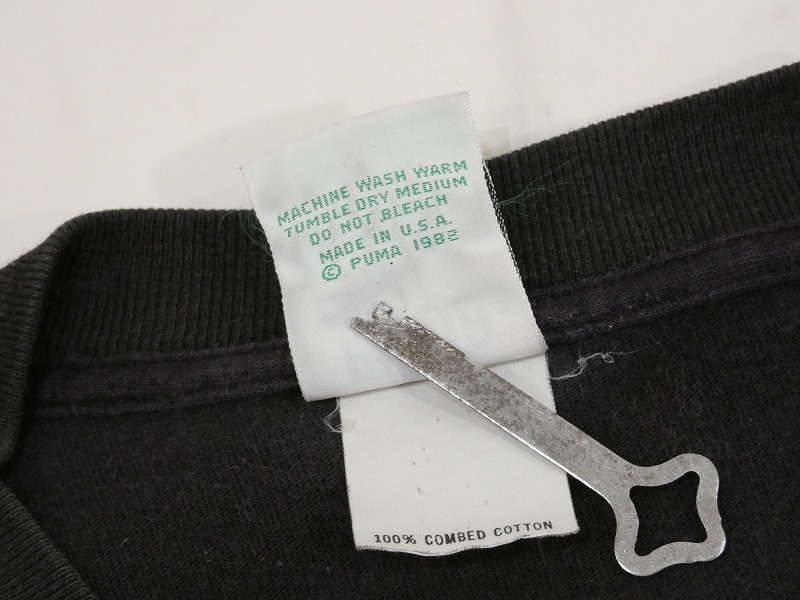 MACHINE WASH WARM
TUMBLE DRY MEDIUM
DO NOT BLEACH
MADE IN U.S.A.
© PUMA 1982
100% COMBED COTTON